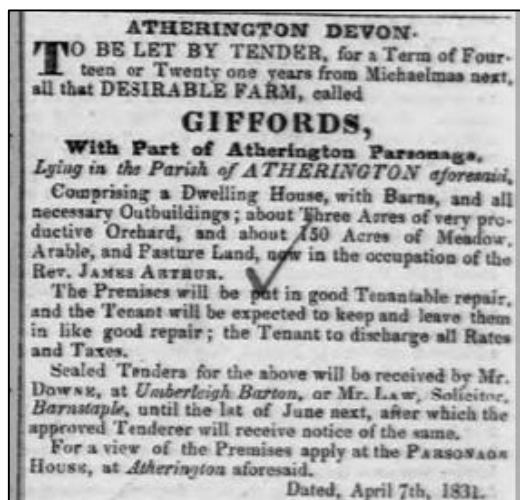 ATHERINGTON DEVON.
TO BE LET BY TENDER, for a Term of Four-
teen or Twenty one years from Michaelmas next,
all that DESIRABLE FARM, called
GIFFORDS,
With Part of Atherington Parsonage,
Lying in the Parish of ATHERINGTON aforesaid,
Comprising a Dwelling House, with Barns, and all
necessary Outbuildings; about Three Acres of very pro-
ductive Orchard, and about 150 Acres of Meadow,
Arable, and Pasture Land, now in the occupation of the
Rev. JAMES ARTHUR.
The Premises will be put in good Tenantable repair,
and the Tenant will be expected to keep and leave them
in like good repair; the Tenant to discharge all Rates
and Taxes.
Sealed Tenders for the above will be received by Mr.
DOWNE, at Umberleigh Barton, or Mr. LAW, Solicitor,
Barnstaple, until the 1st of June next, after which the
approved Tenderer will receive notice of the same.
For a view of the Premises apply at the PARSONAGE
HOUSE, at Atherington aforesaid.
Dated, April 7th, 1831.